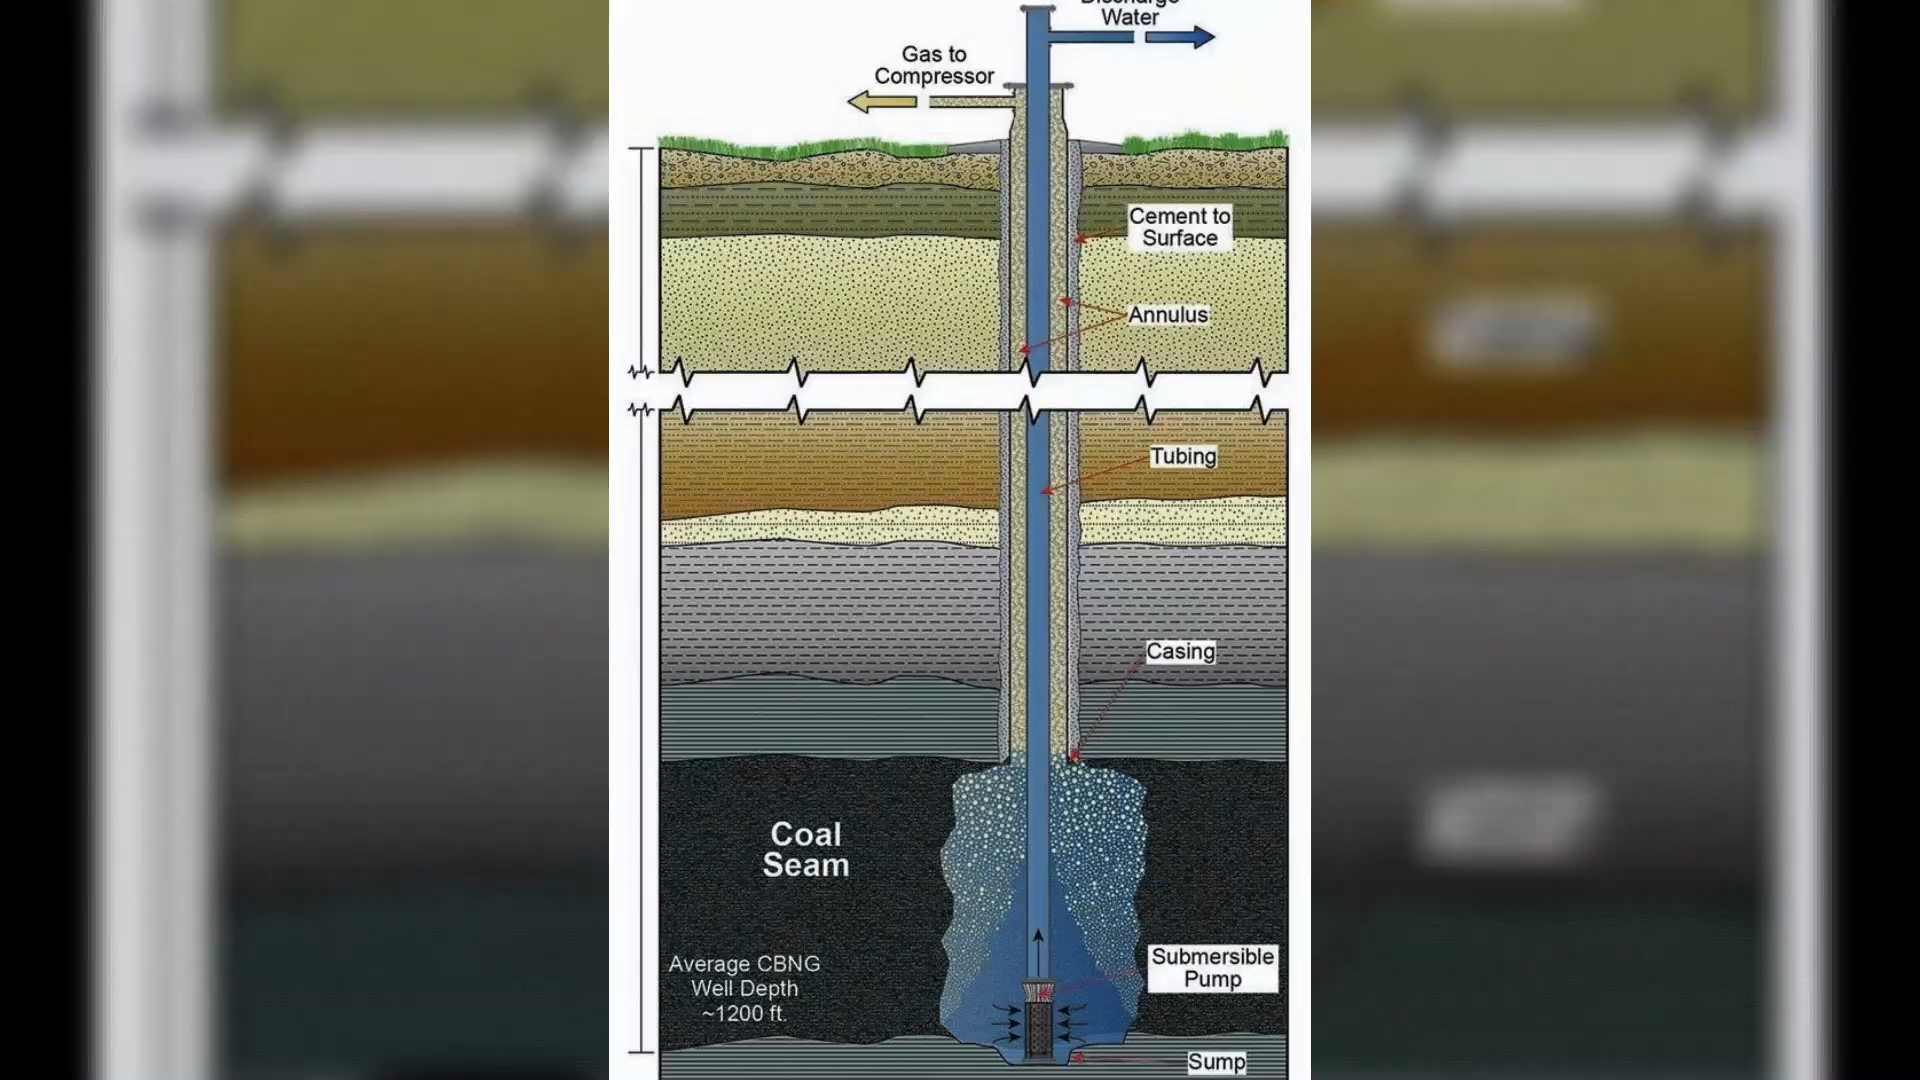 Discharge
Water
Gas to
Compressor
Cement to
Surface
Annulus
Tubing
Casing
Coal
Seam
Average CBNG
Well Depth
~1200 ft.
Submersible
Pump
Sump